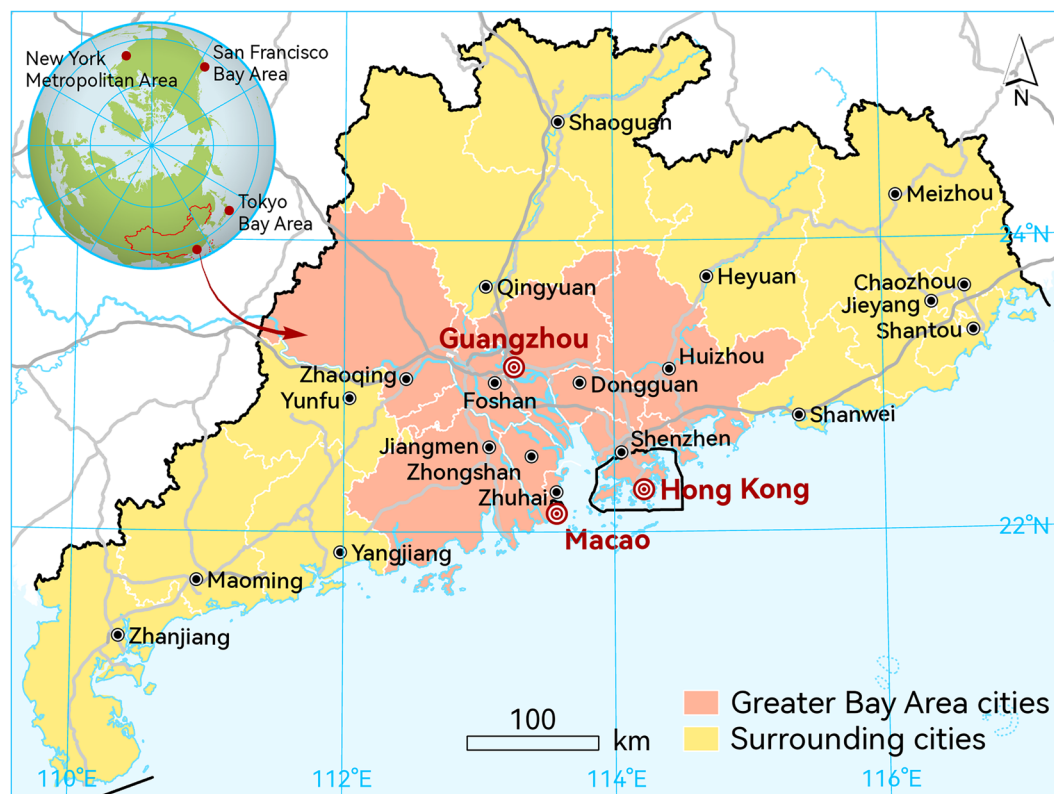 New York
Metropolitan Area
San Francisco
Bay Area
Tokyo
Bay Area
N
Shaoguan
Meizhou
24°N
Qingyuan
Heyuan
Chaozhou
Jieyang
Shantou
Guangzhou
Huizhou
Zhaoqing
Dongguan
Yunfu
Foshan
Shanwei
Jiangmen
Shenzhen
Zhongshan
Zhuhai
Hong Kong
22°N
Macao
Yangjiang
Maoming
Zhanjiang
100
km
Greater Bay Area cities
Surrounding cities
110°E
112°E
114°E
116°E